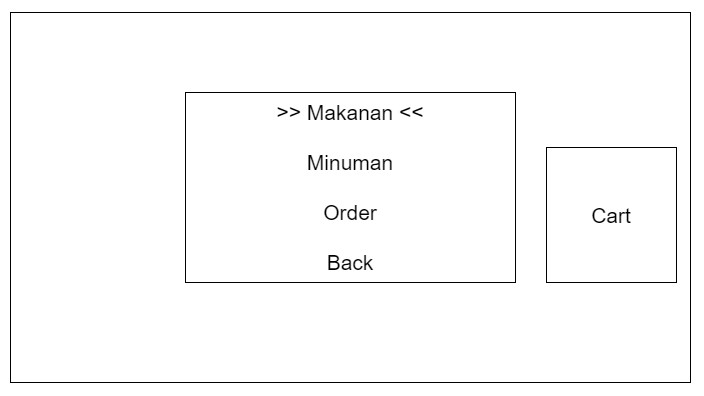 >> Makanan <<
Minuman
Order
Back
Cart